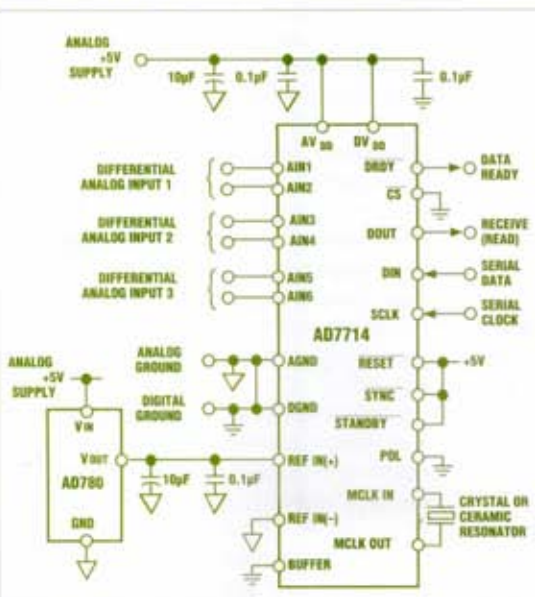 ANALOG
+5V
SUPPLY
10µF
0.1µF
0.1µF
AV DD
DV DD
DIFFERENTIAL
ANALOG INPUT 1
AIN1
AIN2
DRDY
DATA
READY
CS
DIFFERENTIAL
ANALOG INPUT 2
AIN3
AIN4
DOUT
RECEIVE
(READ)
DIN
SERIAL
DATA
DIFFERENTIAL
ANALOG INPUT 3
AIN5
AIN6
SCLK
SERIAL
CLOCK
AD7714
ANALOG
GROUND
AGND
RESET
+5V
ANALOG
+5V
SUPPLY
DIGITAL
GROUND
DGND
SYNC
STANDBY
VIN
VOUT
AD780
GND
10µF
0.1µF
REF IN(+)
POL
MCLK IN
CRYSTAL OR
CERAMIC
RESONATOR
REF IN(−)
MCLK OUT
BUFFER